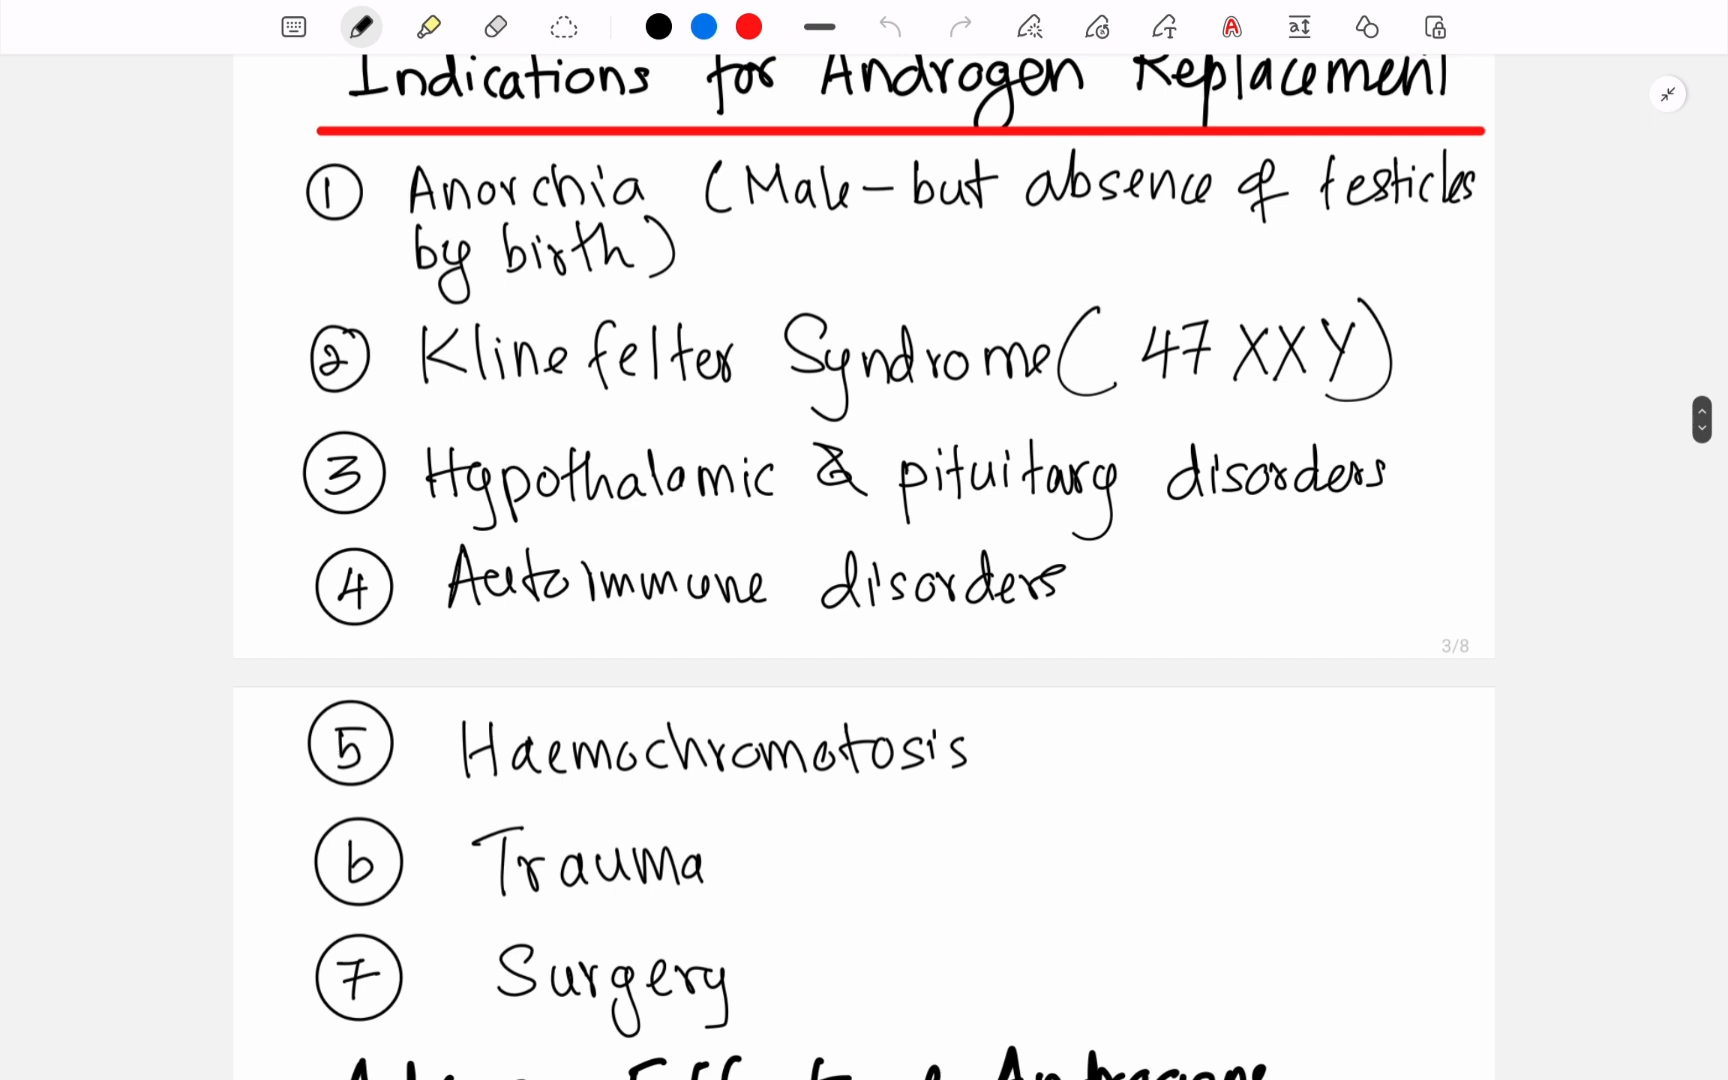 Indications for Androgen Replacement
① Anorchia (Male - but absence of testicles
by birth)
② Klinefelter Syndrome (47 XXY)
③ Hypothalamic & pituitary disorders
④ Autoimmune disorders
3/8
⑤ Haemochromotosis
⑥ Trauma
⑦ Surgery